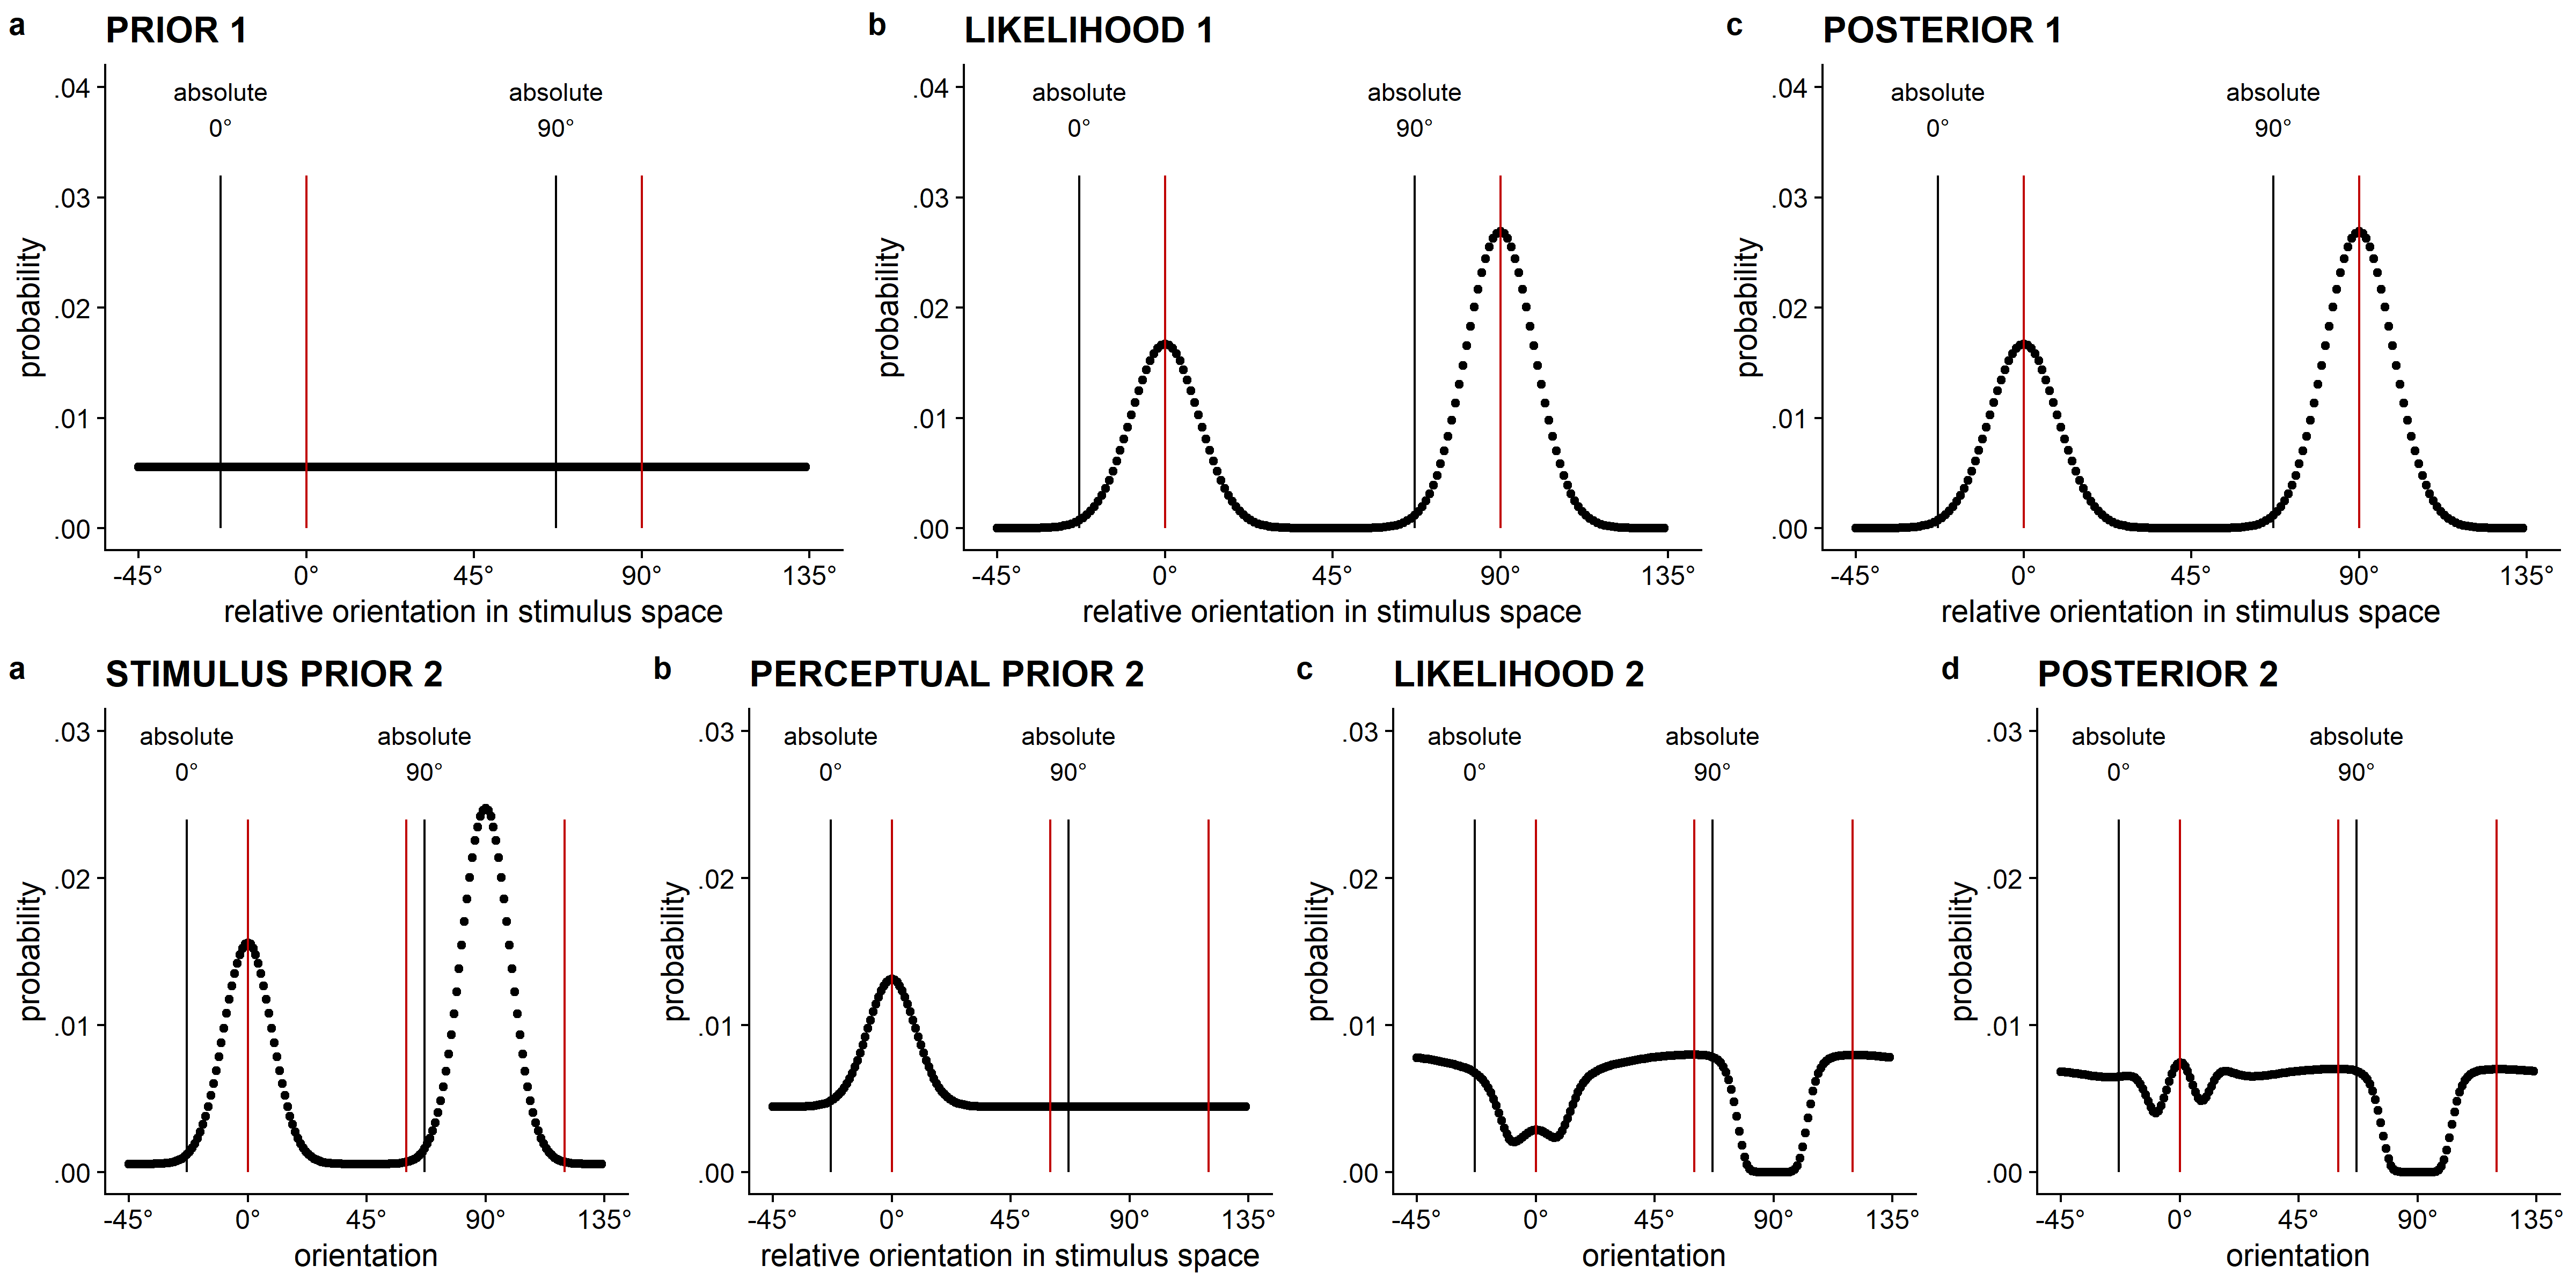 a PRIOR 1
absolute absolute
0° 90°
.04
.03
.02
.01
.00
probability
-45° 0° 45° 90° 135°
relative orientation in stimulus space
b LIKELIHOOD 1
absolute absolute
0° 90°
.04
.03
.02
.01
.00
probability
-45° 0° 45° 90° 135°
relative orientation in stimulus space
c POSTERIOR 1
absolute absolute
0° 90°
.04
.03
.02
.01
.00
probability
-45° 0° 45° 90° 135°
relative orientation in stimulus space
a STIMULUS PRIOR 2
absolute absolute
0° 90°
.03
.02
.01
.00
probability
-45° 0° 45° 90° 135°
orientation
b PERCEPTUAL PRIOR 2
absolute absolute
0° 90°
.03
.02
.01
.00
probability
-45° 0° 45° 90° 135°
relative orientation in stimulus space
c LIKELIHOOD 2
absolute absolute
0° 90°
.03
.02
.01
.00
probability
-45° 0° 45° 90° 135°
orientation
d POSTERIOR 2
absolute absolute
0° 90°
.03
.02
.01
.00
probability
-45° 0° 45° 90° 135°
orientation